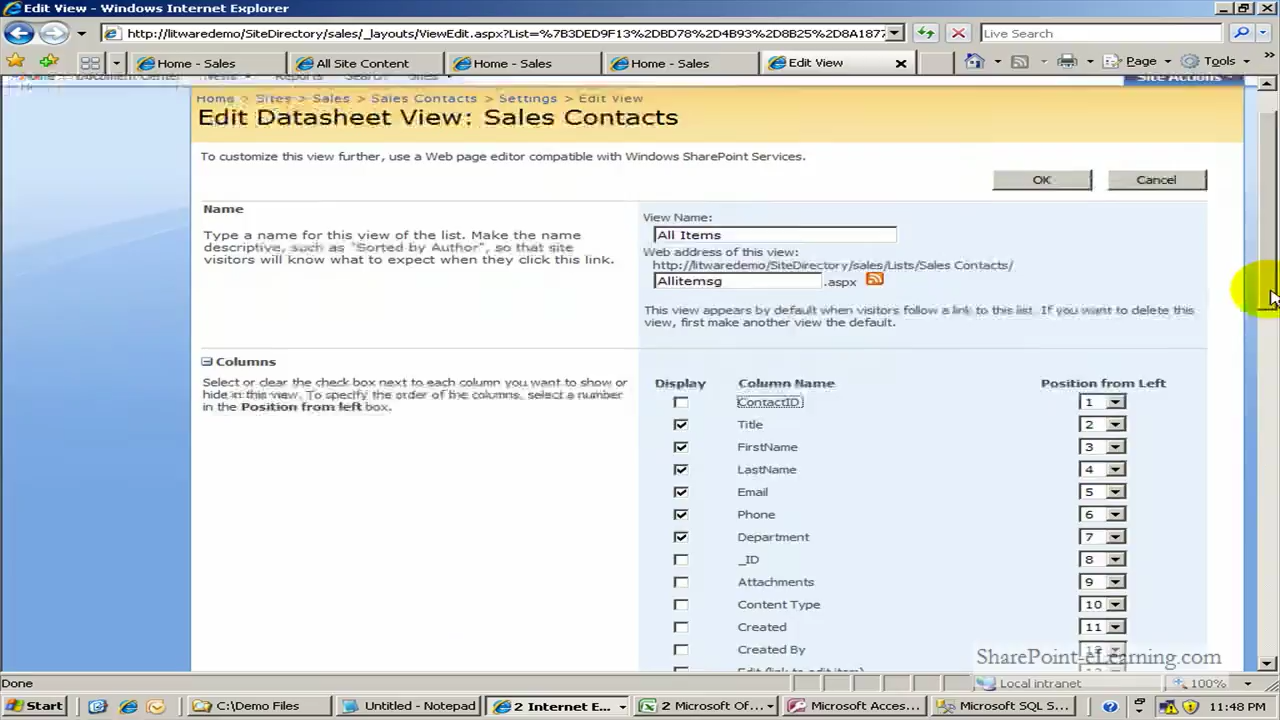 Edit View - Windows Internet Explorer
http://litwaredemo/SiteDirectory/sales/_layouts/ViewEdit.aspx?List=%7B3DED9F13%2DBD78%2D4B93%2D8B25%2D8A1877
Live Search
Home - Sales
All Site Content
Home - Sales
Home - Sales
Edit View
Page
Tools
Site Actions
Home > Sites > Sales > Sales Contacts > Settings > Edit View
Edit Datasheet View: Sales Contacts
To customize this view further, use a Web page editor compatible with Windows SharePoint Services.
OK
Cancel
Name
Type a name for this view of the list. Make the name
descriptive, such as "Sorted by Author", so that site
visitors will know what to expect when they click this link.
View Name:
All Items
Web address of this view:
http://litwaredemo/SiteDirectory/sales/Lists/Sales Contacts/
Allitemsg .aspx
This view appears by default when visitors follow a link to this list. If you want to delete this
view, first make another view the default.
Columns
Select or clear the check box next to each column you want to show or
hide in this view. To specify the order of the columns, select a number
in the Position from left box.
Display Column Name Position from Left
ContactID 1
Title 2
FirstName 3
LastName 4
Email 5
Phone 6
Department 7
_ID 8
Attachments 9
Content Type 10
Created 11
Created By 12
Edit (link to edit item)
SharePoint-eLearning.com
Done
Local intranet
100%
Start
C:\Demo Files
Untitled - Notepad
2 Internet E...
2 Microsoft Of...
Microsoft Acces...
Microsoft SQL S...
11:48 PM